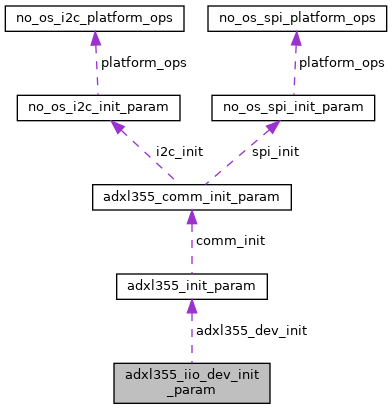 no_os_i2c_platform_ops
no_os_spi_platform_ops
platform_ops
platform_ops
no_os_i2c_init_param
no_os_spi_init_param
i2c_init
spi_init
adxl355_comm_init_param
comm_init
adxl355_init_param
adxl355_dev_init
adxl355_iio_dev_init
_param